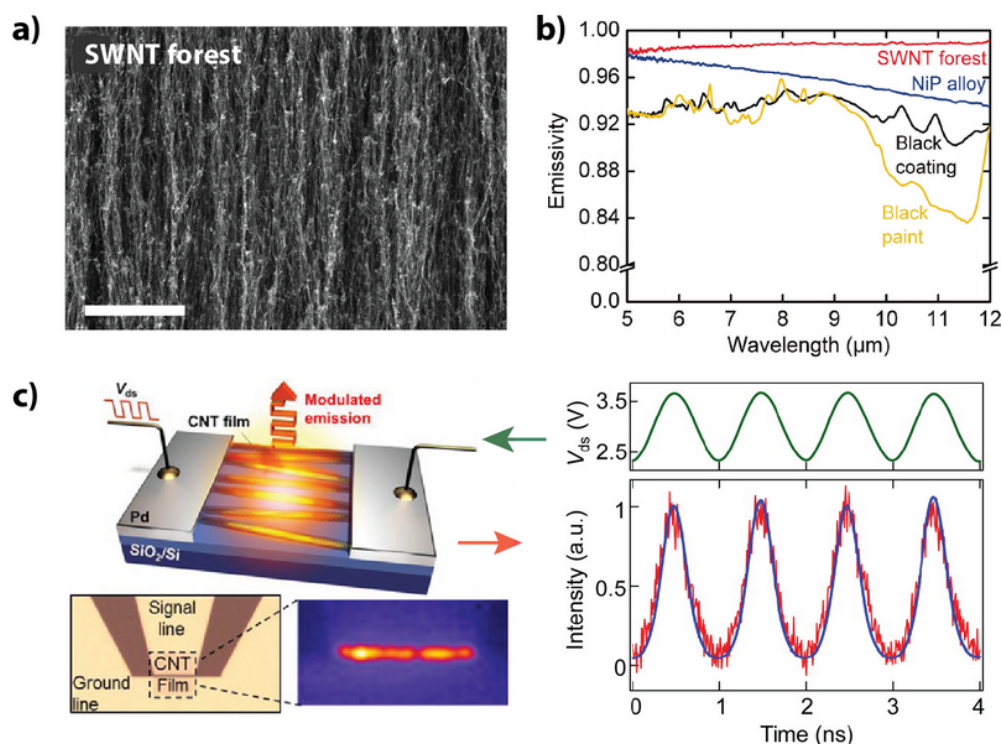 a)
SWNT forest
b)
1.00
0.96
0.92
0.88
0.84
0.80
0.0
Emissivity
SWNT forest
NiP alloy
Black
coating
Black
paint
5 6 7 8 9 10 11 12
Wavelength (µm)
c)
Vds
CNT film
Modulated
emission
Pd
SiO2/Si
Signal
line
CNT
Film
Ground
line
3.5
2.5
Vds (V)
1
0.5
0
Intensity (a.u.)
0 1 2 3 4
Time (ns)